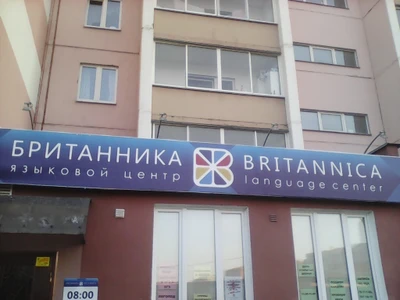 БРИТАННИКА
ЯЗЫКОВОЙ ЦЕНТР
BRITANNICA
language center
08:00